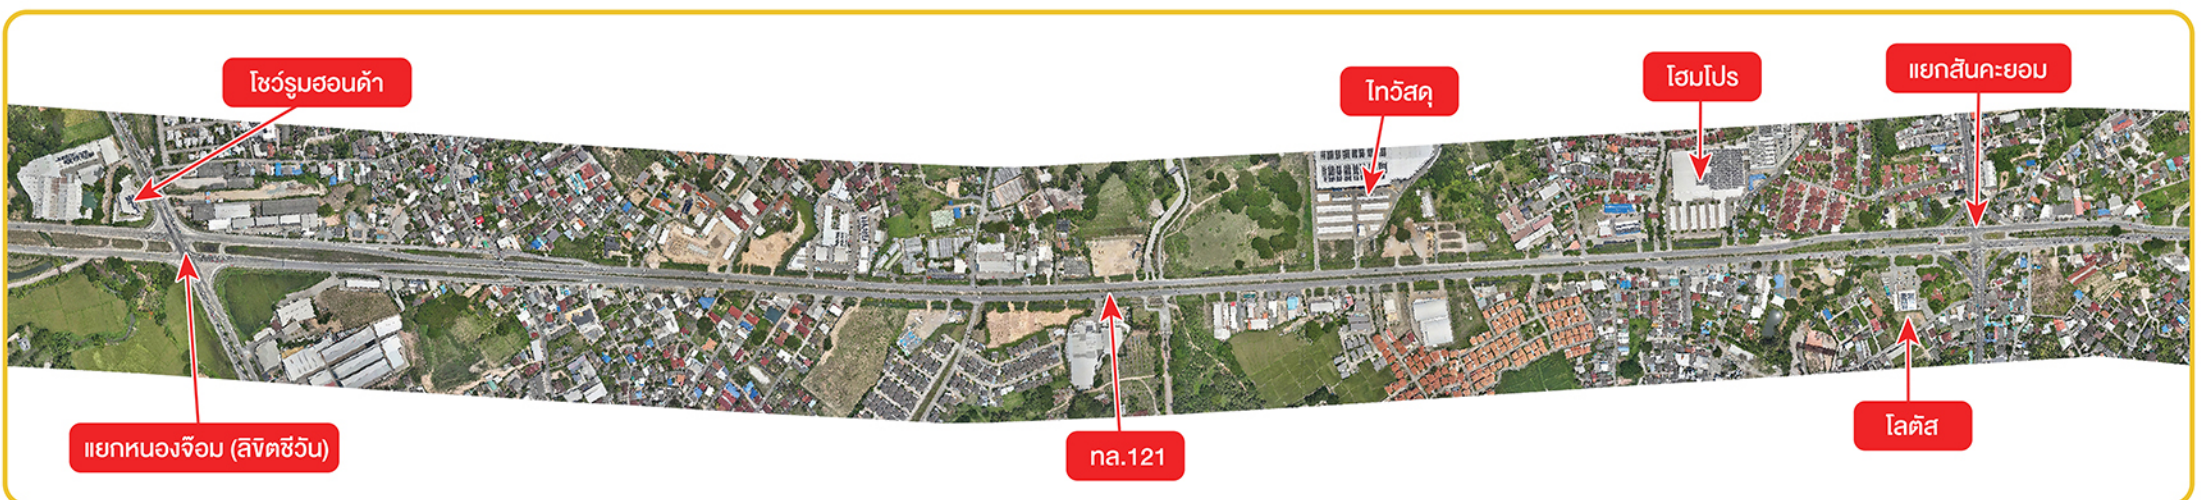 โชว์รูมฮอนด้า
ไทวัสดุ
โฮมโปร
แยกสันคะยอม
แยกหนองจ๊อม (ลิขิตชีวัน)
ทล.121
โลตัส